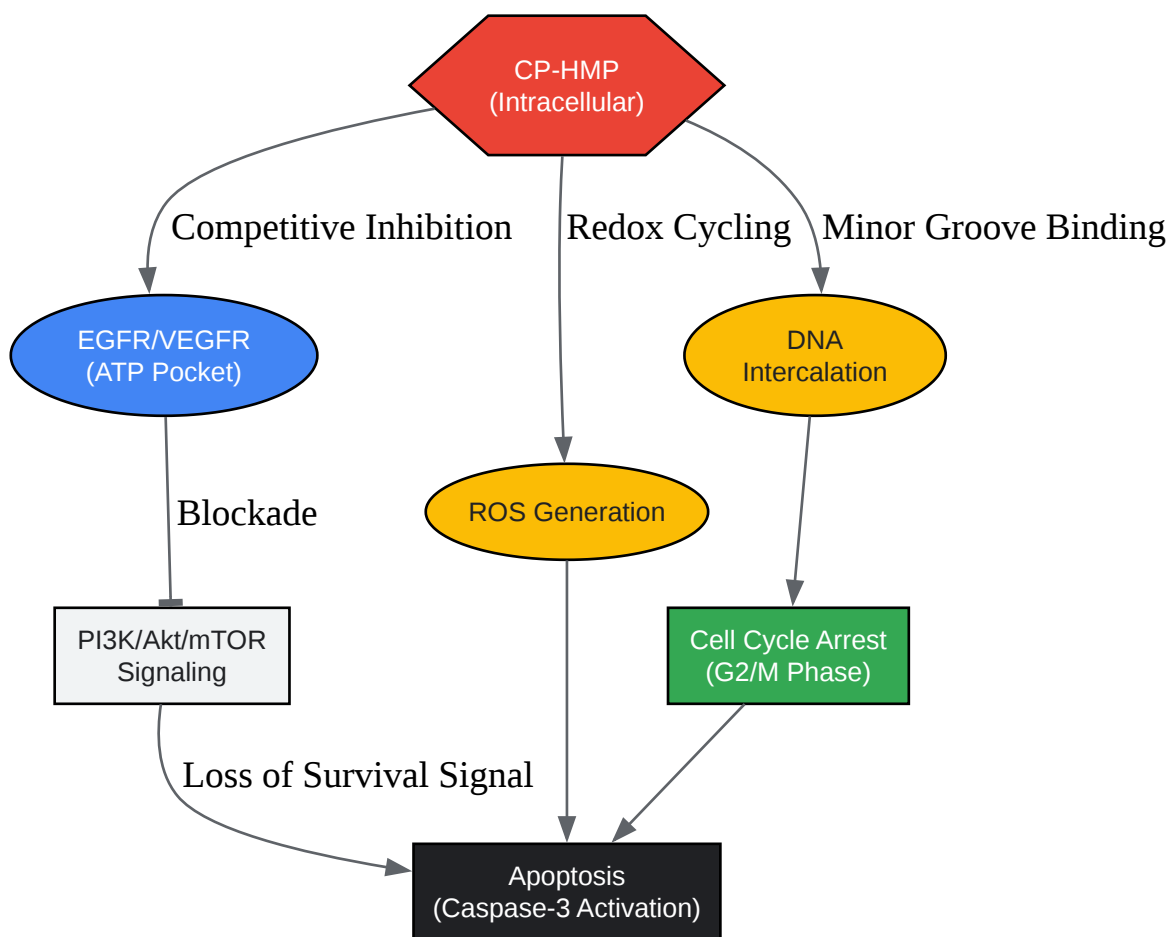 CP-HMP
(Intracellular)
Competitive Inhibition
Redox Cycling
Minor Groove Binding
EGFR/VEGFR
(ATP Pocket)
DNA
Intercalation
Blockade
ROS Generation
PI3K/Akt/mTOR
Signaling
Cell Cycle Arrest
(G2/M Phase)
Loss of Survival Signal
Apoptosis
(Caspase-3 Activation)